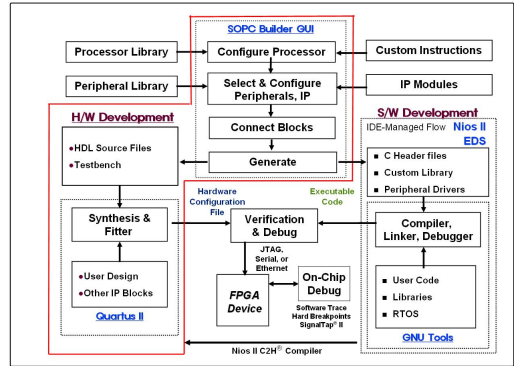 SOPC Builder GUI
Processor Library
Configure Processor
Custom Instructions
Peripheral Library
Select & Configure
Peripherals, IP
IP Modules
H/W Development
S/W Development
Connect Blocks
IDE-Managed Flow
Nios II
EDS
•HDL Source Files
•Testbench
Generate
■ C Header files
■ Custom Library
■ Peripheral Drivers
Hardware
Configuration
File
Executable
Code
Synthesis &
Fitter
Verification
& Debug
Compiler,
Linker, Debugger
JTAG,
Serial, or
Ethernet
•User Design
•Other IP Blocks
Quartus II
FPGA
Device
On-Chip
Debug
Software Trace
Hard Breakpoints
SignalTap® II
■ User Code
■ Libraries
■ RTOS
GNU Tools
Nios II C2H® Compiler